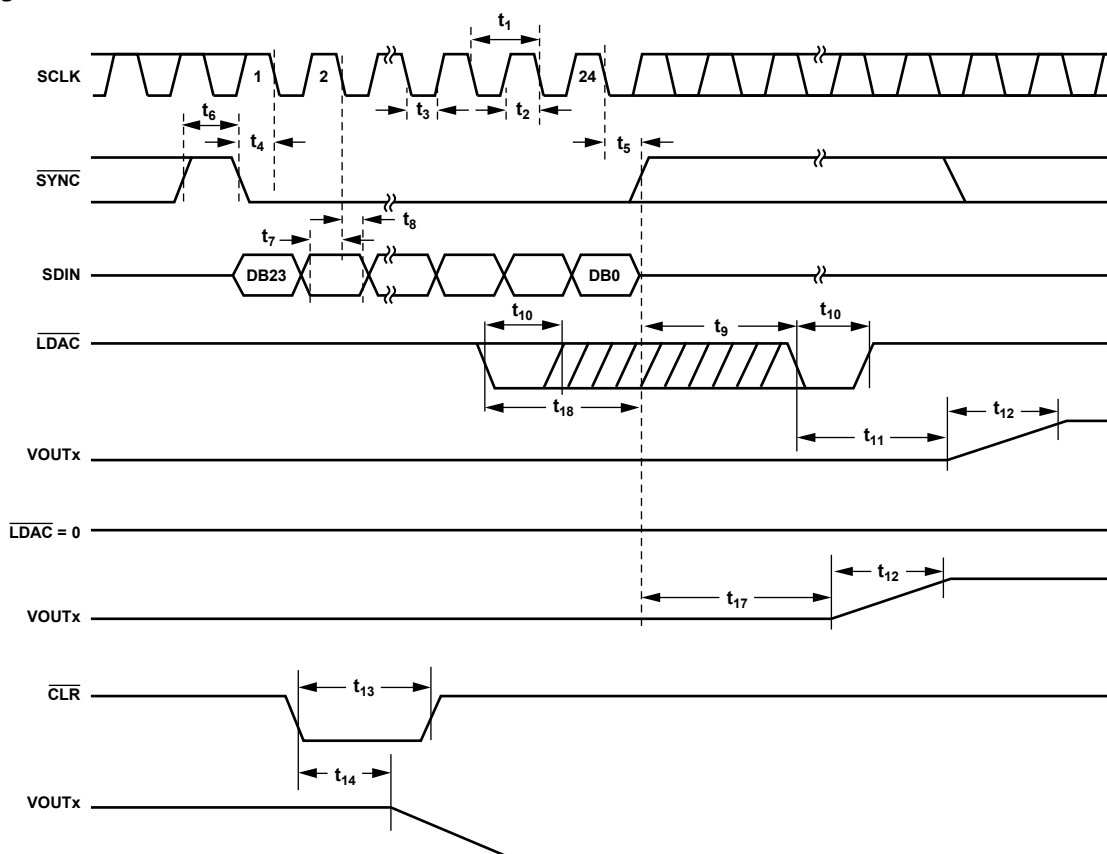 t1
SCLK
1
2
24
t3
t2
t6
t4
t5
SYNC
t8
t7
SDIN
DB23
DB0
t10
t9
t10
LDAC
t18
t12
t11
VOUTx
LDAC = 0
t12
t17
VOUTx
t13
CLR
t14
VOUTx